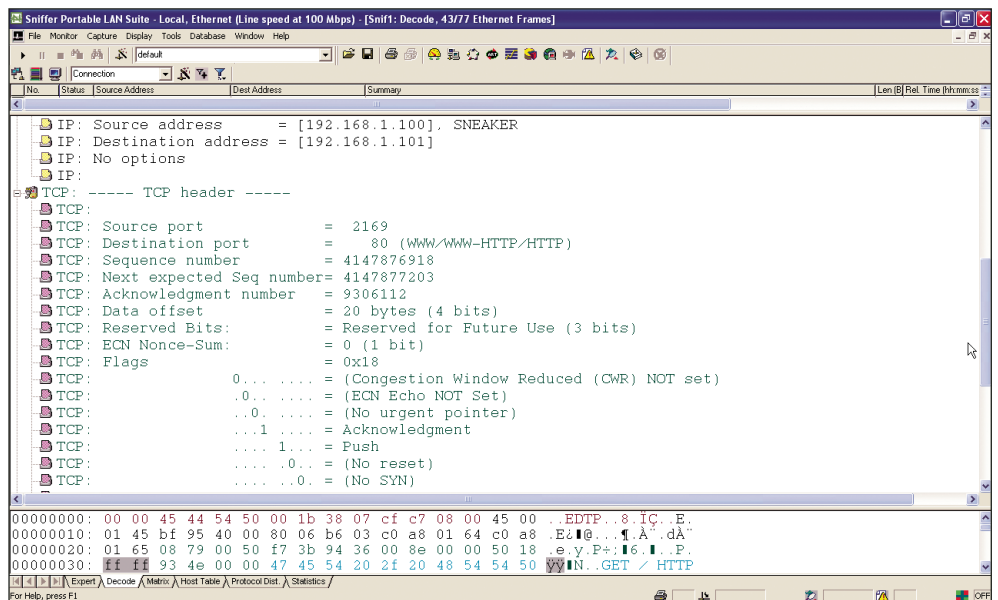 Sniffer Portable LAN Suite - Local, Ethernet (Line speed at 100 Mbps) - [Snif1: Decode, 43/77 Ethernet Frames]
File Monitor Capture Display Tools Database Window Help
default
Connection
No. Status Source Address Dest Address Summary Len (B Rel. Time (hh:mm:ss
IP: Source address = [192.168.1.100], SNEAKER
IP: Destination address = [192.168.1.101]
IP: No options
IP:
TCP: ----- TCP header -----
TCP:
TCP: Source port = 2169
TCP: Destination port = 80 (WWW/WWW-HTTP/HTTP)
TCP: Sequence number = 4147876918
TCP: Next expected Seq number= 4147877203
TCP: Acknowledgment number = 9306112
TCP: Data offset = 20 bytes (4 bits)
TCP: Reserved Bits: = Reserved for Future Use (3 bits)
TCP: ECN Nonce-Sum: = 0 (1 bit)
TCP: Flags = 0x18
TCP: 0... .... = (Congestion Window Reduced (CWR) NOT set)
TCP: .0.. .... = (ECN Echo NOT Set)
TCP: ..0. .... = (No urgent pointer)
TCP: ...1 .... = Acknowledgment
TCP: .... 1... = Push
TCP: .... .0.. = (No reset)
TCP: .... ..0. = (No SYN)
00000000: 00 00 45 44 54 50 00 1b 38 07 cf c7 08 00 45 00 ..EDTP..8.ÏÇ..E.
00000010: 01 45 bf 95 40 00 80 06 b6 03 c0 a8 01 64 c0 a8 .E¿▮@...¶.À¨.dÀ¨
00000020: 01 65 08 79 00 50 f7 3b 94 36 00 8e 00 00 50 18 .e.y.P÷;▮6.▮..P.
00000030: ff ff 93 4e 00 00 47 45 54 20 2f 20 48 54 54 50 ÿÿ▮N..GET / HTTP
Expert Decode Matrix Host Table Protocol Dist. Statistics
For Help, press F1 OFF